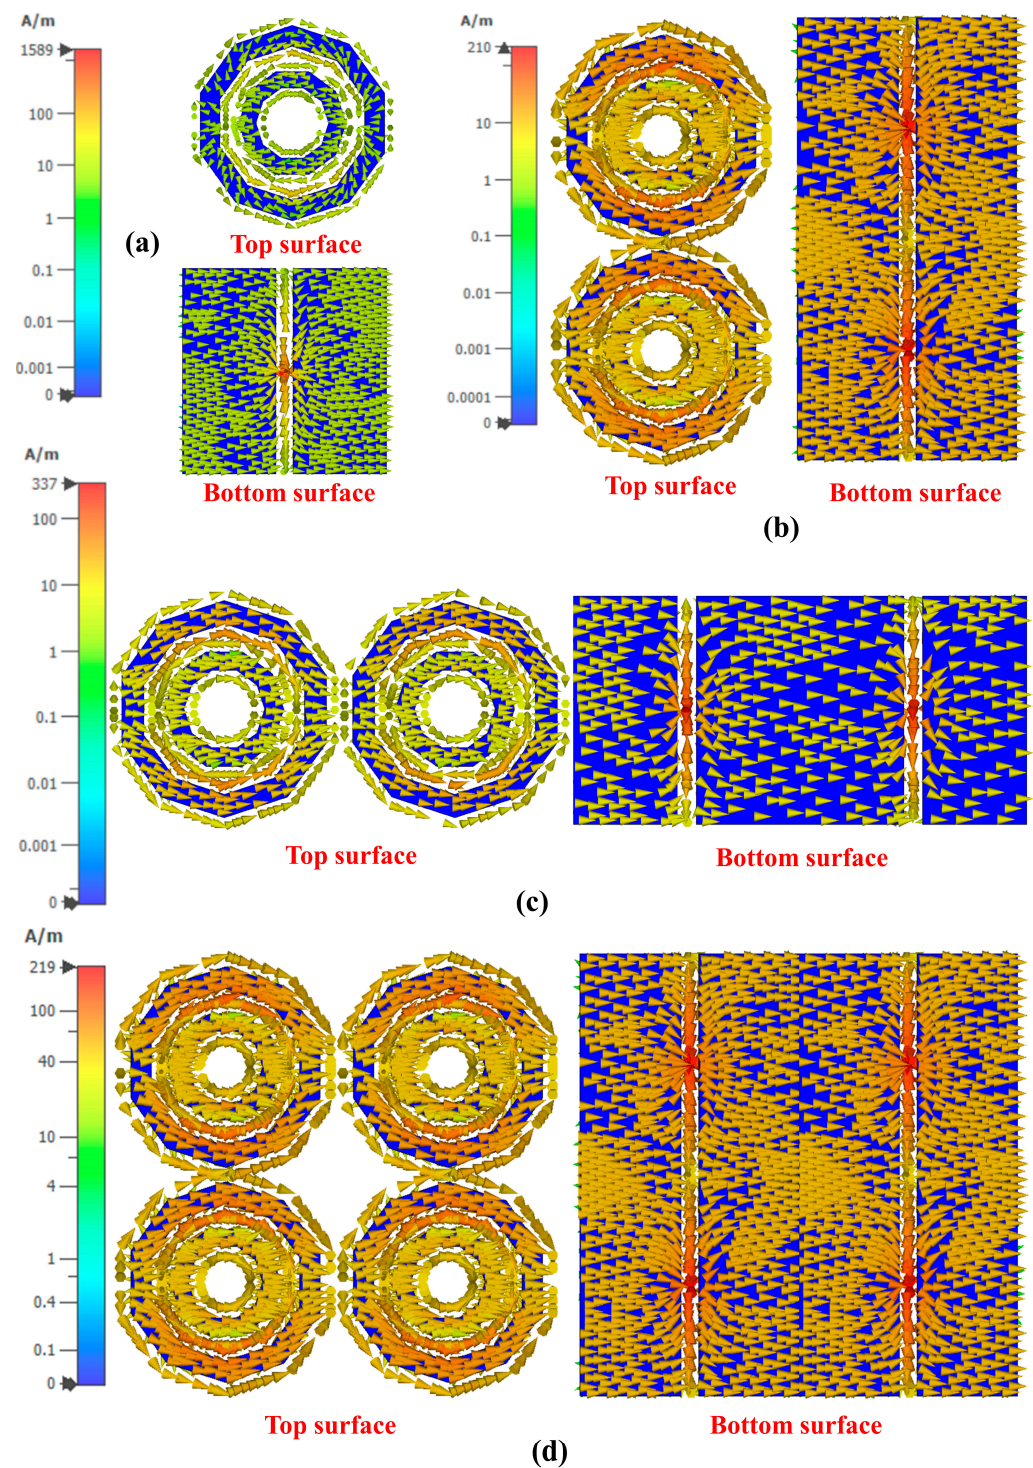 A/m
1589
100
10
1
0.1
0.01
0.001
0
(a)
Top surface
Bottom surface
A/m
210
10
1
0.1
0.01
0.001
0.0001
0
Top surface
Bottom surface
(b)
A/m
337
100
10
1
0.1
0.01
0.001
0
Top surface
Bottom surface
(c)
A/m
219
100
40
10
4
1
0.4
0.1
0
Top surface
Bottom surface
(d)